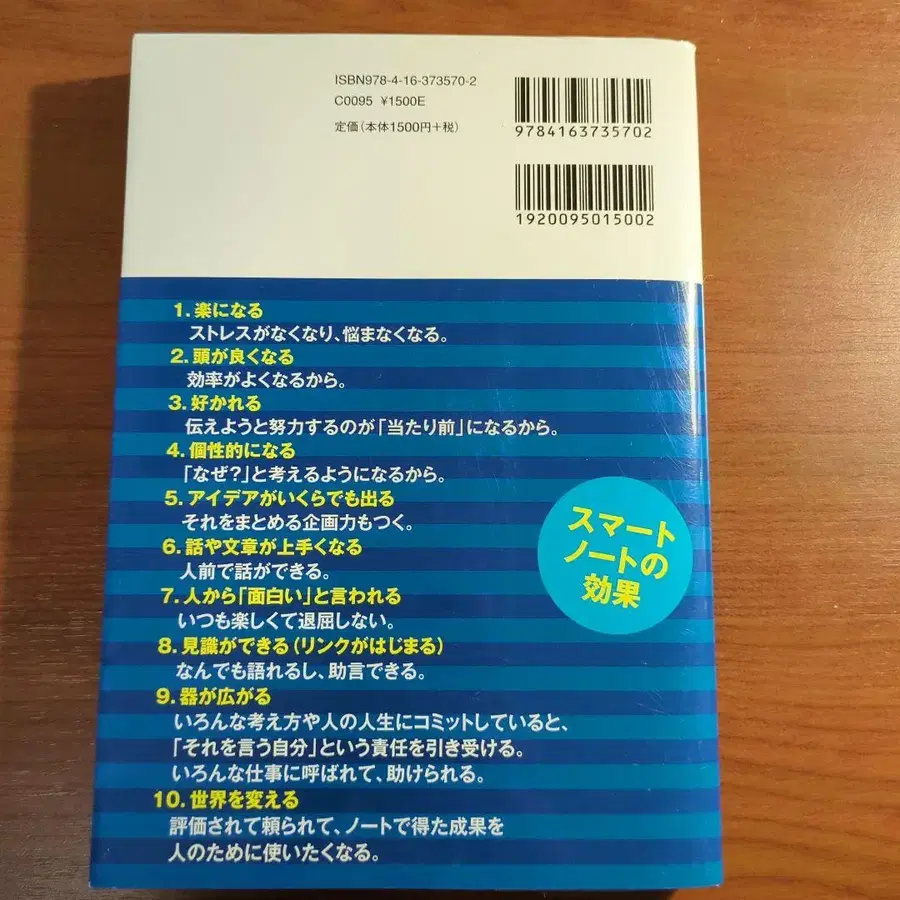 ISBN978-4-16-373570-2
C0095 ¥1500E
定価(本体1500円+税)
9784163735702
1920095015002
1. 楽になる
ストレスがなくなり、悩まなくなる。
2. 頭が良くなる
効率がよくなるから。
3. 好かれる
伝えようと努力するのが「当たり前」になるから。
4. 個性的になる
「なぜ?」と考えるようになるから。
5. アイデアがいくらでも出る
それをまとめる企画力もつく。
6. 話や文章が上手くなる
人前で話ができる。
7. 人から「面白い」と言われる
いつも楽しくて退屈しない。
8. 見識ができる(リンクがはじまる)
なんでも語れるし、助言できる。
9. 器が広がる
いろんな考え方や人の人生にコミットしていると、
「それを言う自分」という責任を引き受ける。
いろんな仕事に呼ばれて、助けられる。
10. 世界を変える
評価されて頼られて、ノートで得た成果を
人のために使いたくなる。
スマート
ノートの
効果